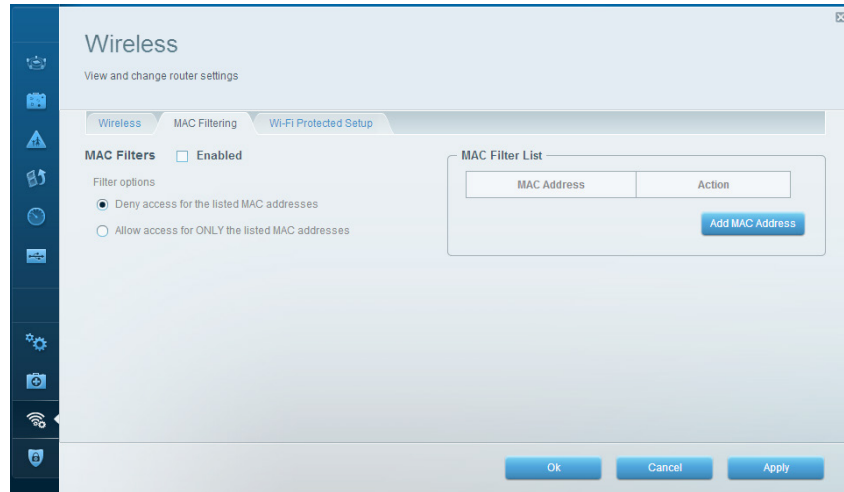 Wireless
View and change router settings
Wireless MAC Filtering Wi-Fi Protected Setup
MAC Filters Enabled
Filter options
Deny access for the listed MAC addresses
Allow access for ONLY the listed MAC addresses
MAC Filter List
MAC Address Action
Add MAC Address
Ok Cancel Apply